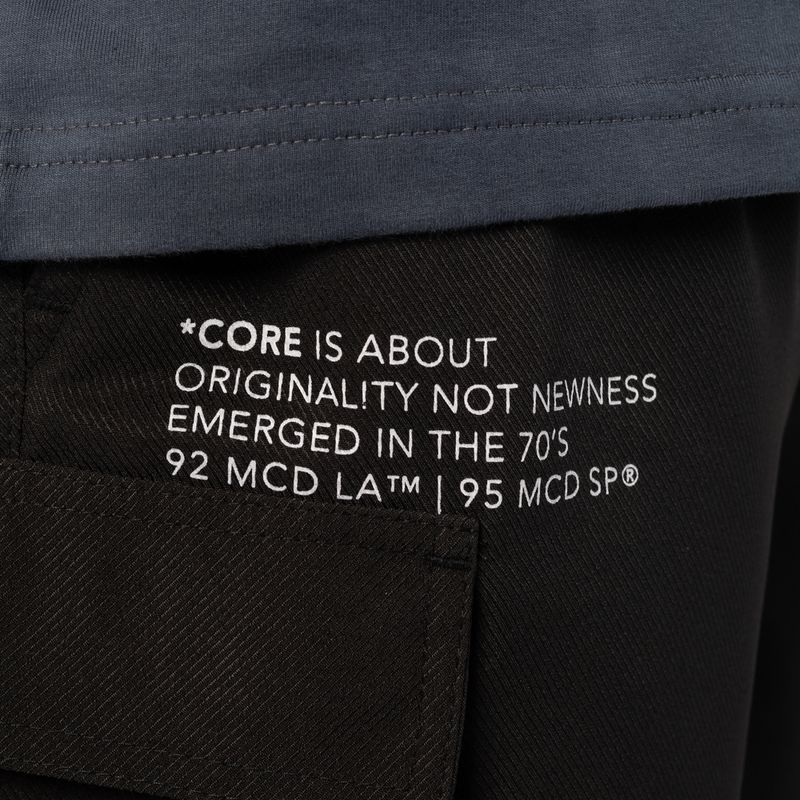 *CORE IS ABOUT
ORIGINAL!TY NOT NEWNESS
EMERGED IN THE 70'S
92 MCD LA™ | 95 MCD SP®